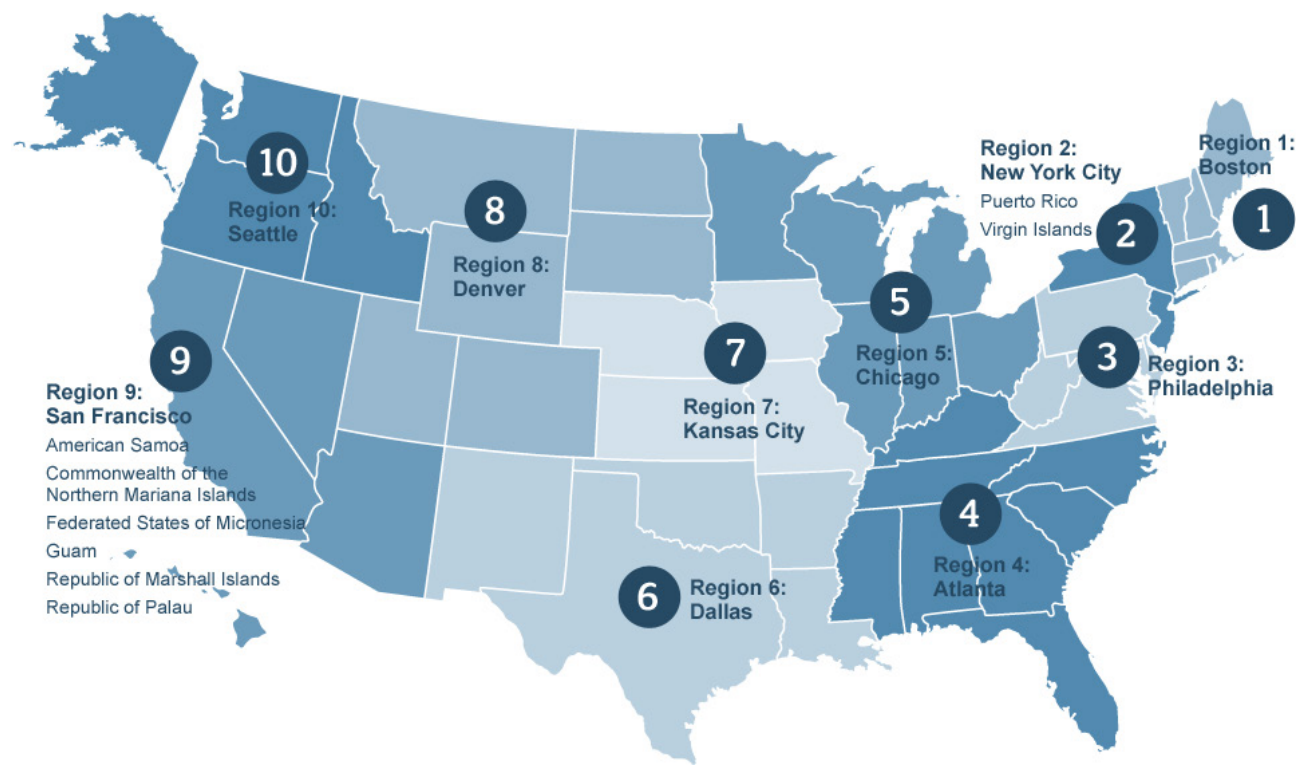 10
Region 10:
Seattle
8
Region 8:
Denver
Region 2:
New York City
Puerto Rico
Virgin Islands
2
Region 1:
Boston
1
9
Region 9:
San Francisco
American Samoa
Commonwealth of the
Northern Mariana Islands
Federated States of Micronesia
Guam
Republic of Marshall Islands
Republic of Palau
7
Region 7:
Kansas City
5
Region 5:
Chicago
3
Region 3:
Philadelphia
6
Region 6:
Dallas
4
Region 4:
Atlanta